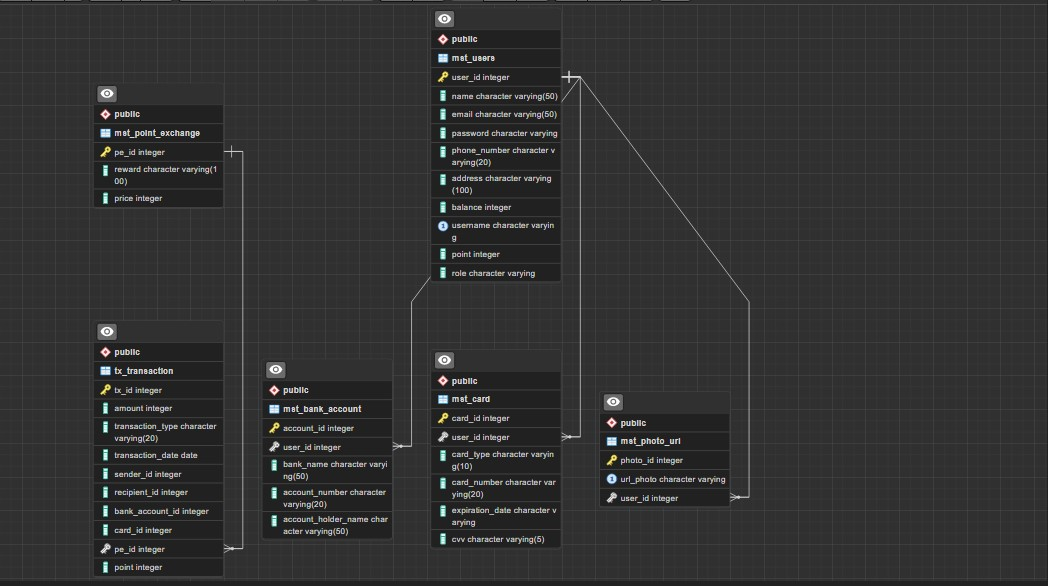 public
mst_users
user_id integer
name character varying(50)
email character varying(50)
password character varying
phone_number character v
arying(20)
address character varying
(100)
balance integer
username character varyin
g
point integer
role character varying
public
mst_point_exchange
pe_id integer
reward character varying(1
00)
price integer
public
tx_transaction
tx_id integer
amount integer
transaction_type character
varying(20)
transaction_date date
sender_id integer
recipient_id integer
bank_account_id integer
card_id integer
pe_id integer
point integer
public
mst_bank_account
account_id integer
user_id integer
bank_name character varyi
ng(50)
account_number character
varying(20)
account_holder_name char
acter varying(50)
public
mst_card
card_id integer
user_id integer
card_type character varyin
g(10)
card_number character var
ying(20)
expiration_date character v
arying
cvv character varying(5)
public
mst_photo_url
photo_id integer
url_photo character varying
user_id integer